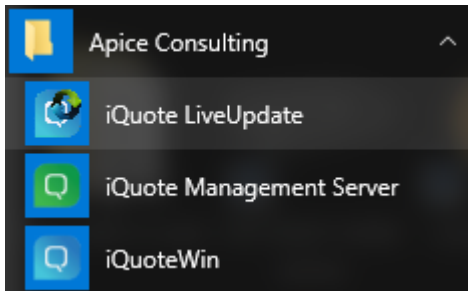 Apice Consulting
iQuote LiveUpdate
iQuote Management Server
iQuoteWin